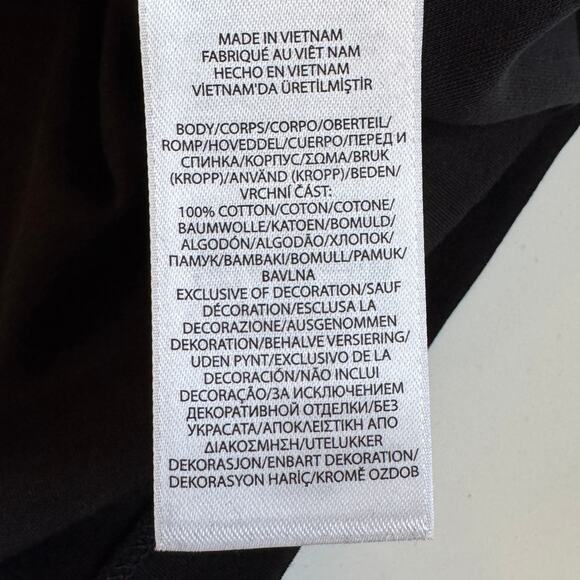 MADE IN VIETNAM
FABRIQUÉ AU VIÊT NAM
HECHO EN VIETNAM
VİETNAM'DA ÜRETİLMİŞTİR
BODY/CORPS/CORPO/OBERTEIL/
ROMP/HOVEDDEL/CUERPO/ПЕРЕД И
СПИНКА/КОРПУС/ΣΩΜΑ/BRUK
(KROPP)/ANVÄND (KROPP)/BEDEN/
VRCHNÍ ČÁST:
100% COTTON/COTON/COTONE/
BAUMWOLLE/KATOEN/BOMULD/
ALGODÓN/ALGODÃO/ХЛОПОК/
ПАМУК/BAMBAKI/BOMULL/PAMUK/
BAVLNA
EXCLUSIVE OF DECORATION/SAUF
DÉCORATION/ESCLUSA LA
DECORAZIONE/AUSGENOMMEN
DEKORATION/BEHALVE VERSIERING/
UDEN PYNT/EXCLUSIVO DE LA
DECORACIÓN/NÃO INCLUI
DECORAÇÃO/ЗА ИСКЛЮЧЕНИЕМ
ДЕКОРАТИВНОЙ ОТДЕЛКИ/БЕЗ
УКРАСАТА/ΑΠΟΚΛΕΙΣΤΙΚΗ ΑΠΟ
ΔΙΑΚΟΣΜΗΣΗ/UTELUKKER
DEKORASJON/ENBART DEKORATION/
DEKORASYON HARİÇ/KROMĚ OZDOB